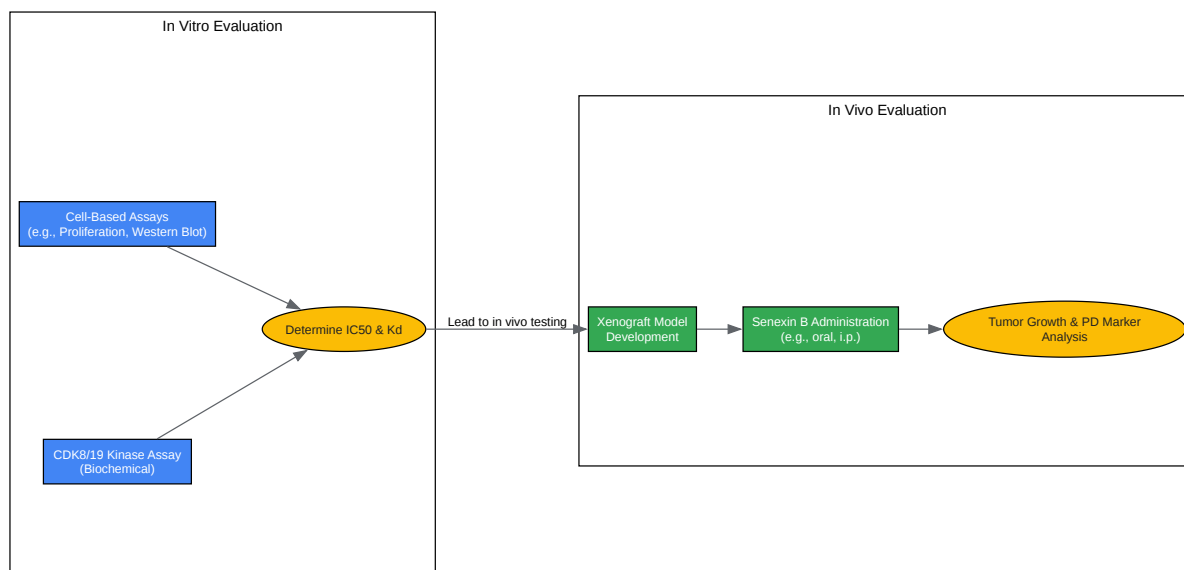 In Vitro Evaluation
Cell-Based Assays
(e.g., Proliferation, Western Blot)
CDK8/19 Kinase Assay
(Biochemical)
Determine IC50 & Kd
Lead to in vivo testing
In Vivo Evaluation
Xenograft Model
Development
Senexin B Administration
(e.g., oral, i.p.)
Tumor Growth & PD Marker
Analysis